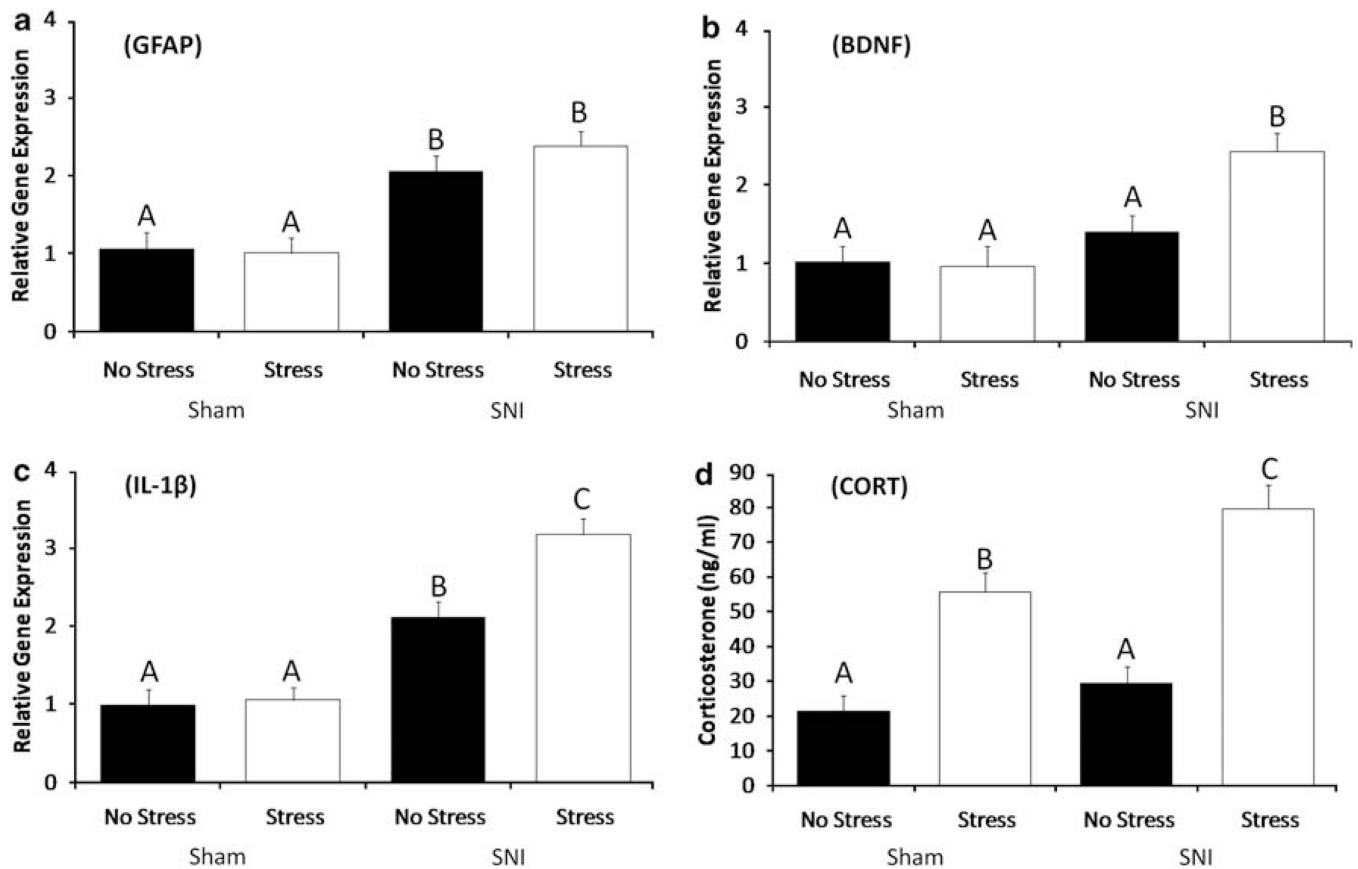 a
(GFAP)
Relative Gene Expression
4
3
2
1
0
A
A
B
B
No Stress Stress No Stress Stress
Sham SNI
b
(BDNF)
Relative Gene Expression
4
3
2
1
0
A
A
A
B
No Stress Stress No Stress Stress
Sham SNI
c
(IL-1β)
Relative Gene Expression
4
3
2
1
0
A
A
B
C
No Stress Stress No Stress Stress
Sham SNI
d
(CORT)
Corticosterone (ng/ml)
90
80
70
60
50
40
30
20
10
0
A
B
A
C
No Stress Stress No Stress Stress
Sham SNI